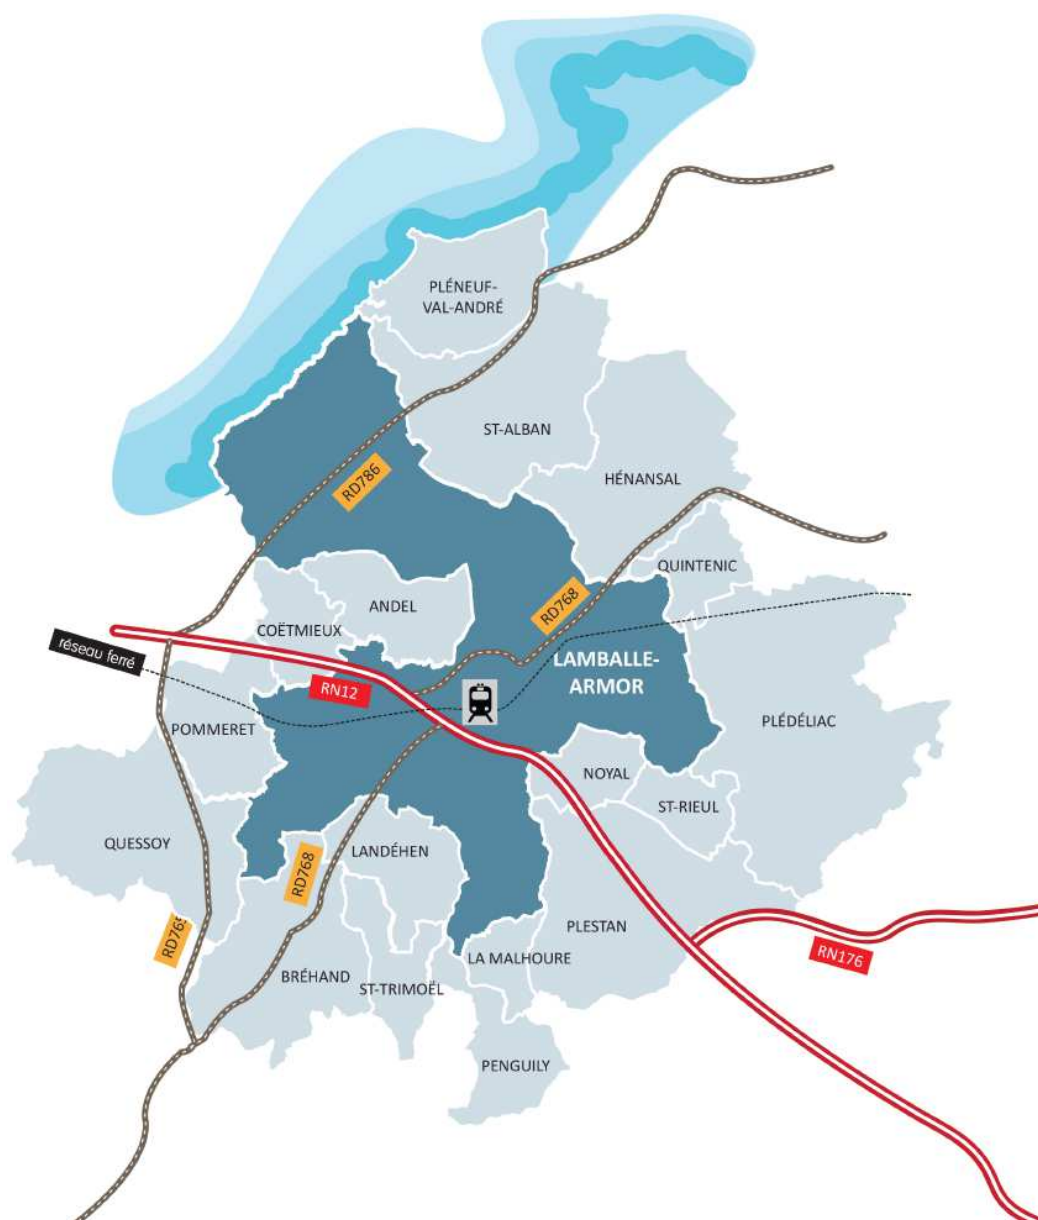 PLÉNEUF-
VAL-ANDRÉ
ST-ALBAN
HÉNANSAL
RD786
QUINTENIC
RD768
ANDEL
COËTMIEUX
réseau ferré
LAMBALLE-
ARMOR
RN12
POMMERET
PLÉDÉLIAC
NOYAL
ST-RIEUL
QUESSOY
LANDÉHEN
RD768
PLESTAN
RD765
RN176
LA MALHOURE
BRÉHAND
ST-TRIMOËL
PENGUILY